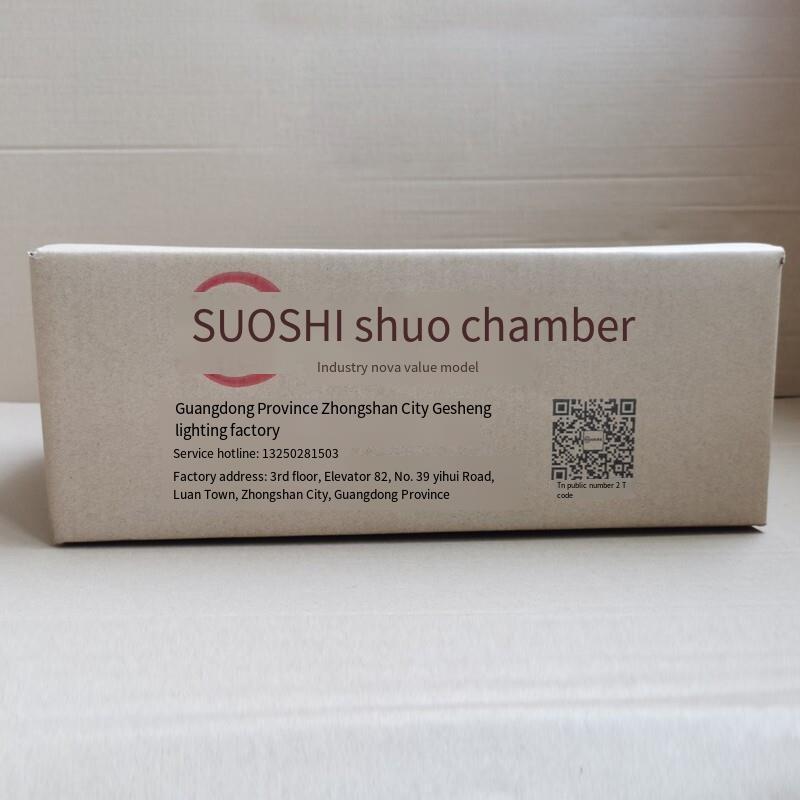 SUOSHI shuo chamber
Industry nova value model
Guangdong Province Zhongshan City Gesheng
lighting factory
Service hotline: 13250281503
Factory address: 3rd floor, Elevator 82, No. 39 yihui Road,
Luan Town, Zhongshan City, Guangdong Province
Tn public number 2 T
code